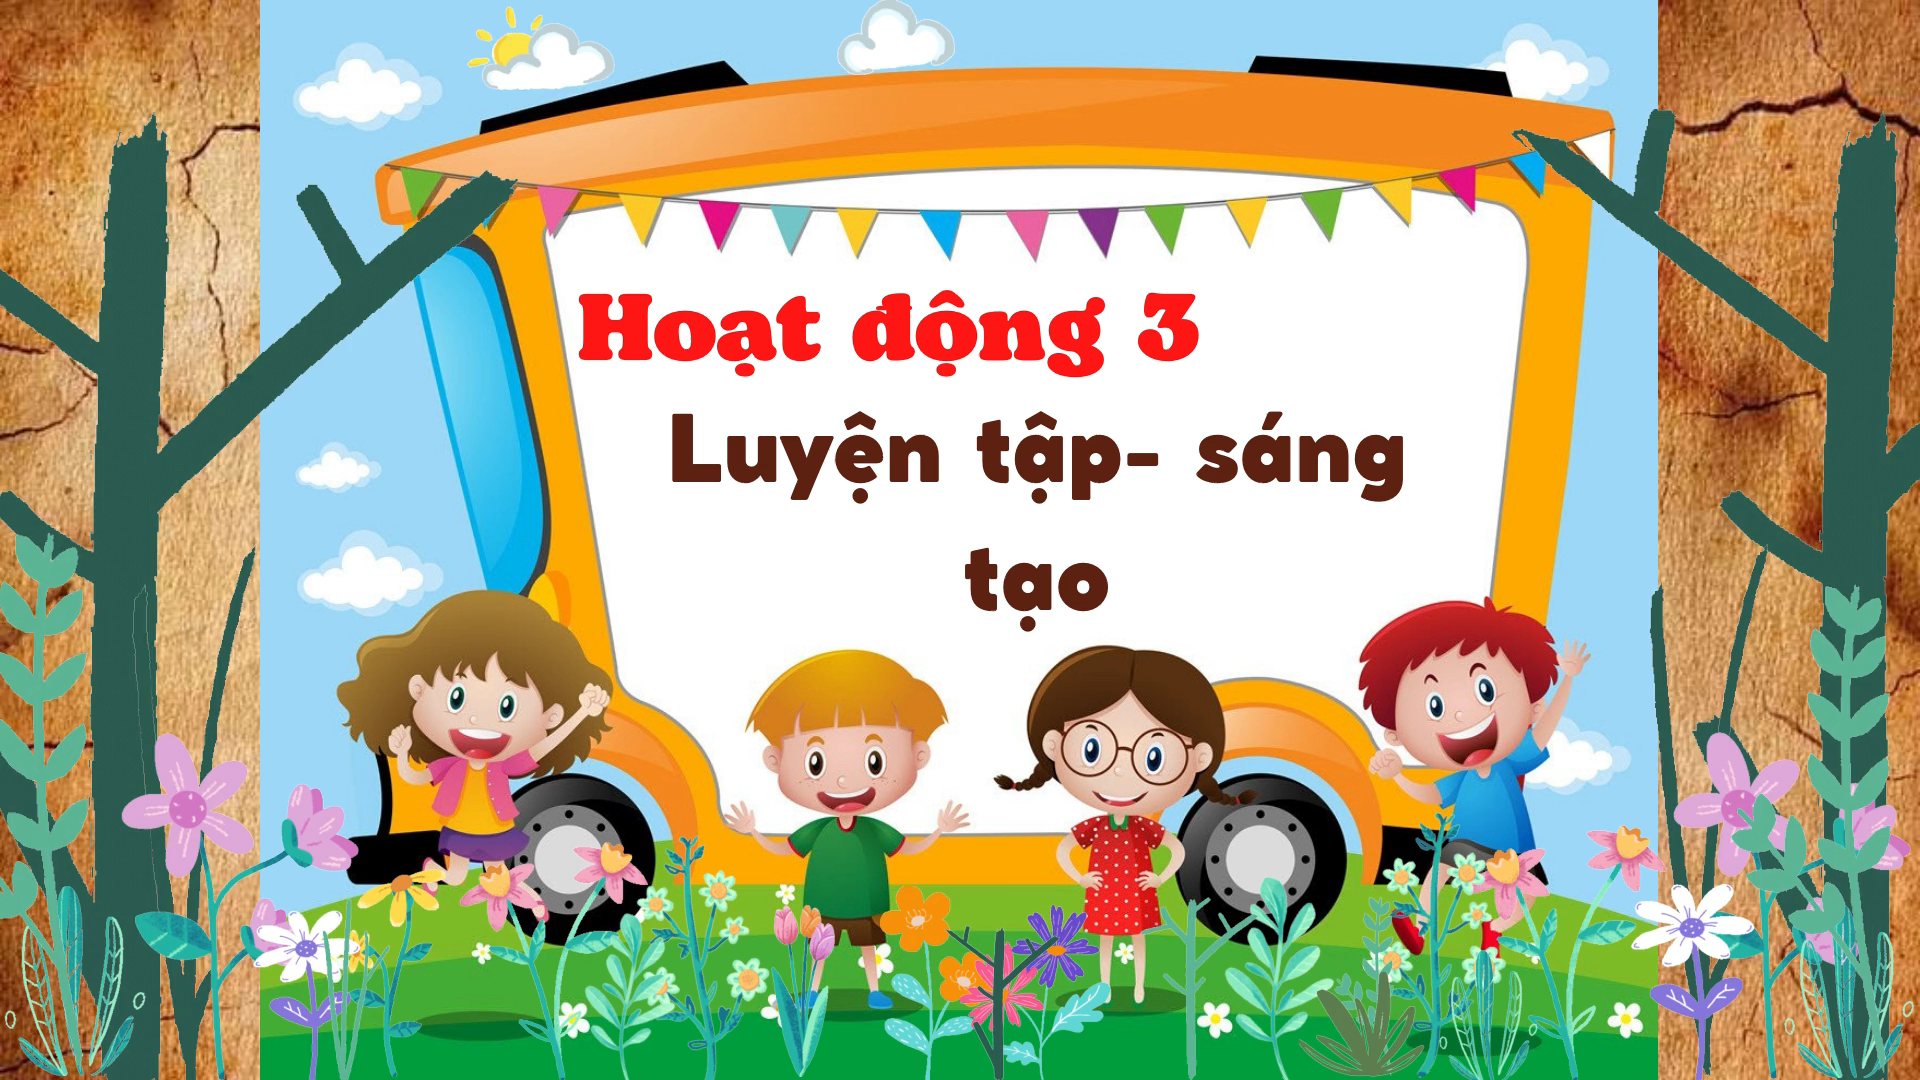 Hoạt động 3
Luyện tập- sáng
tạo